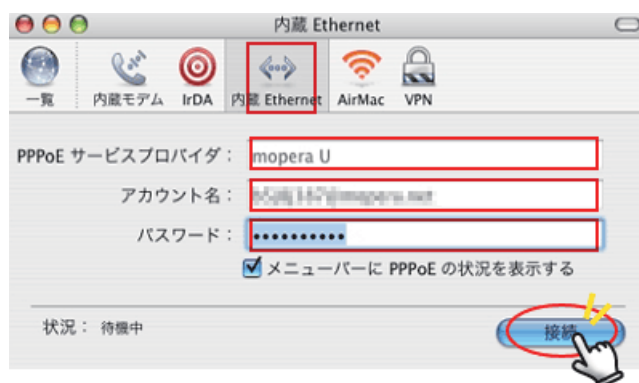 内蔵 Ethernet
一覧 内蔵モデム IrDA 内蔵 Ethernet AirMac VPN
PPPoE サービスプロバイダ： mopera U
アカウント名：
パスワード： ••••••••••
メニューバーに PPPoE の状況を表示する
状況： 待機中 接続